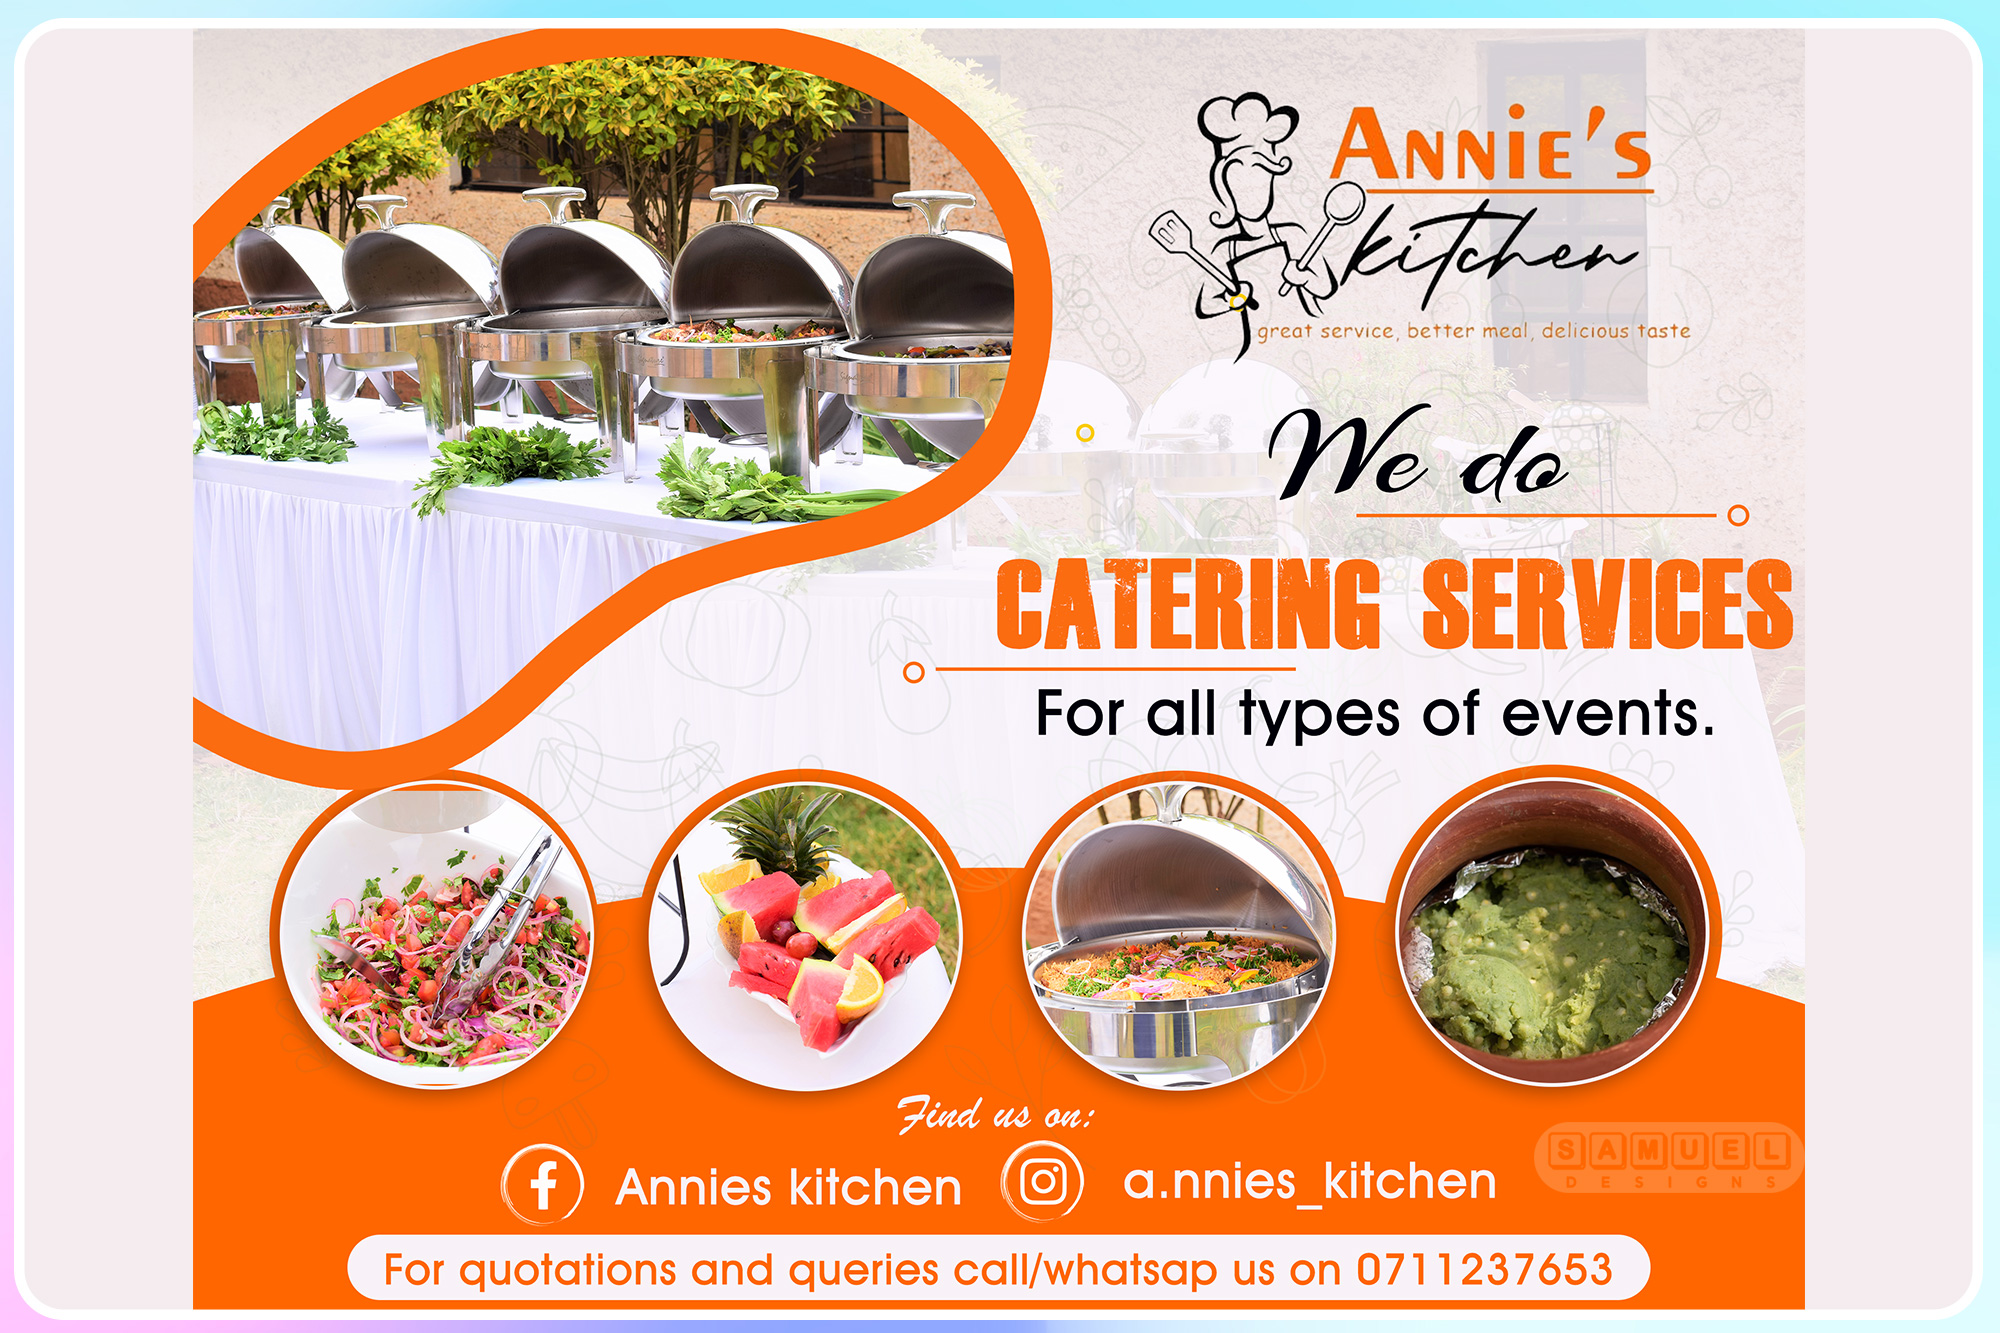 ANNiE's
kitchen
great service, better meal, delicious taste
We do
CATERING SERVICES
For all types of events.
Find us on:
Annies kitchen
a.nnies_kitchen
SAMUEL
DESIGNS
For quotations and queries call/whatsap us on 0711237653